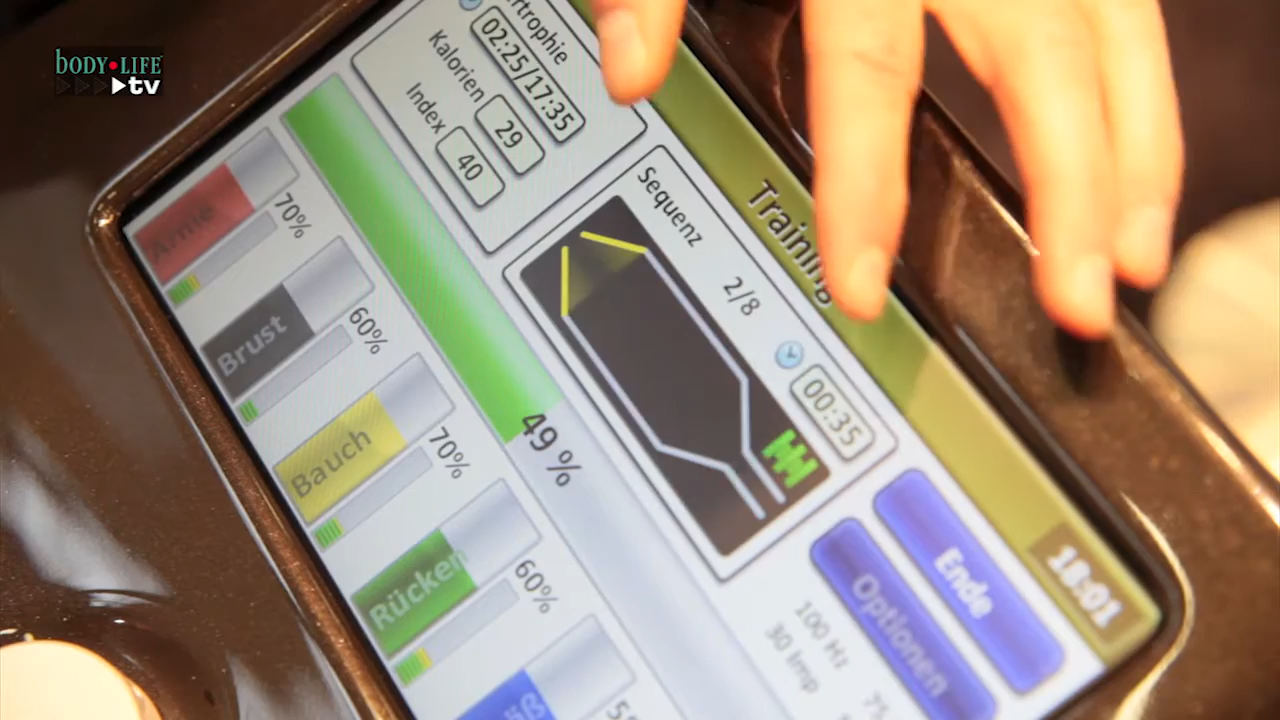 BODY•LIFE
tv
Training
18:01
02:25/17:35
Kalorien
29
Index
40
Sequenz
2/8
00:35
Ende
Optionen
100 Hz
30 Imp
49 %
Arme
70%
Brust
60%
Bauch
70%
Rücken
60%